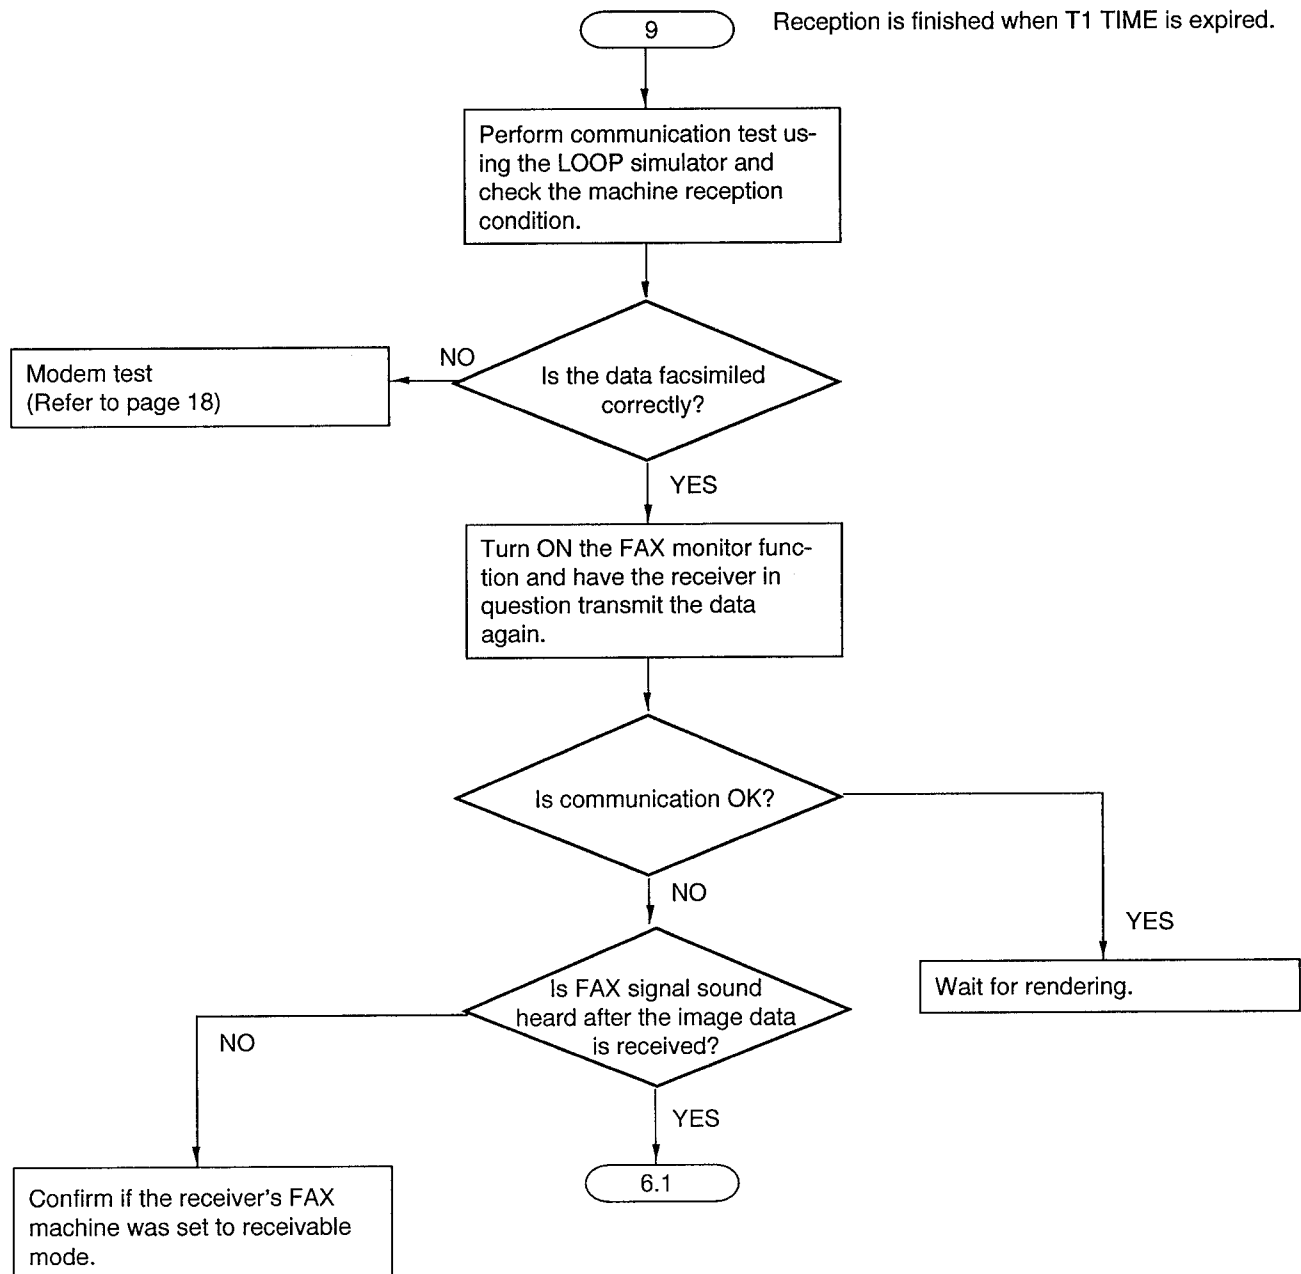 9
Reception is finished when T1 TIME is expired.
Perform communication test us-
ing the LOOP simulator and
check the machine reception
condition.
NO
Is the data facsimiled
correctly?
Modem test
(Refer to page 18)
YES
Turn ON the FAX monitor func-
tion and have the receiver in
question transmit the data
again.
Is communication OK?
NO
YES
Wait for rendering.
Is FAX signal sound
heard after the image data
is received?
NO
YES
6.1
Confirm if the receiver's FAX
machine was set to receivable
mode.